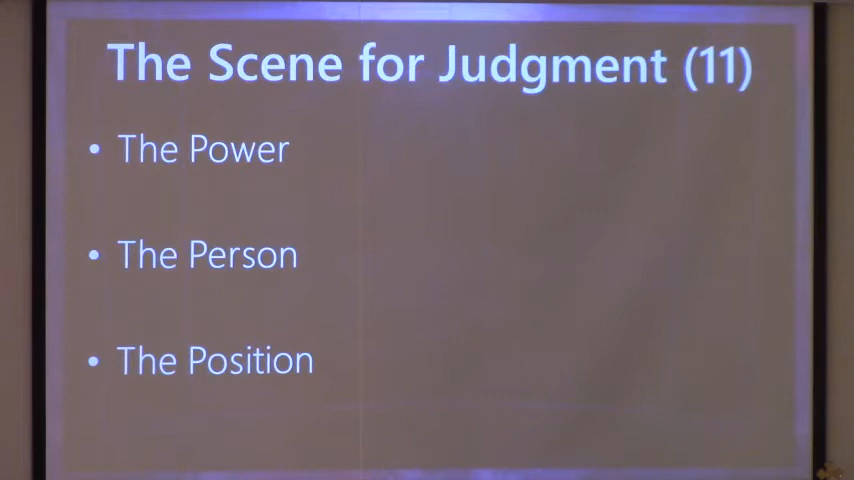 The Scene for Judgment (11)
• The Power
• The Person
• The Position